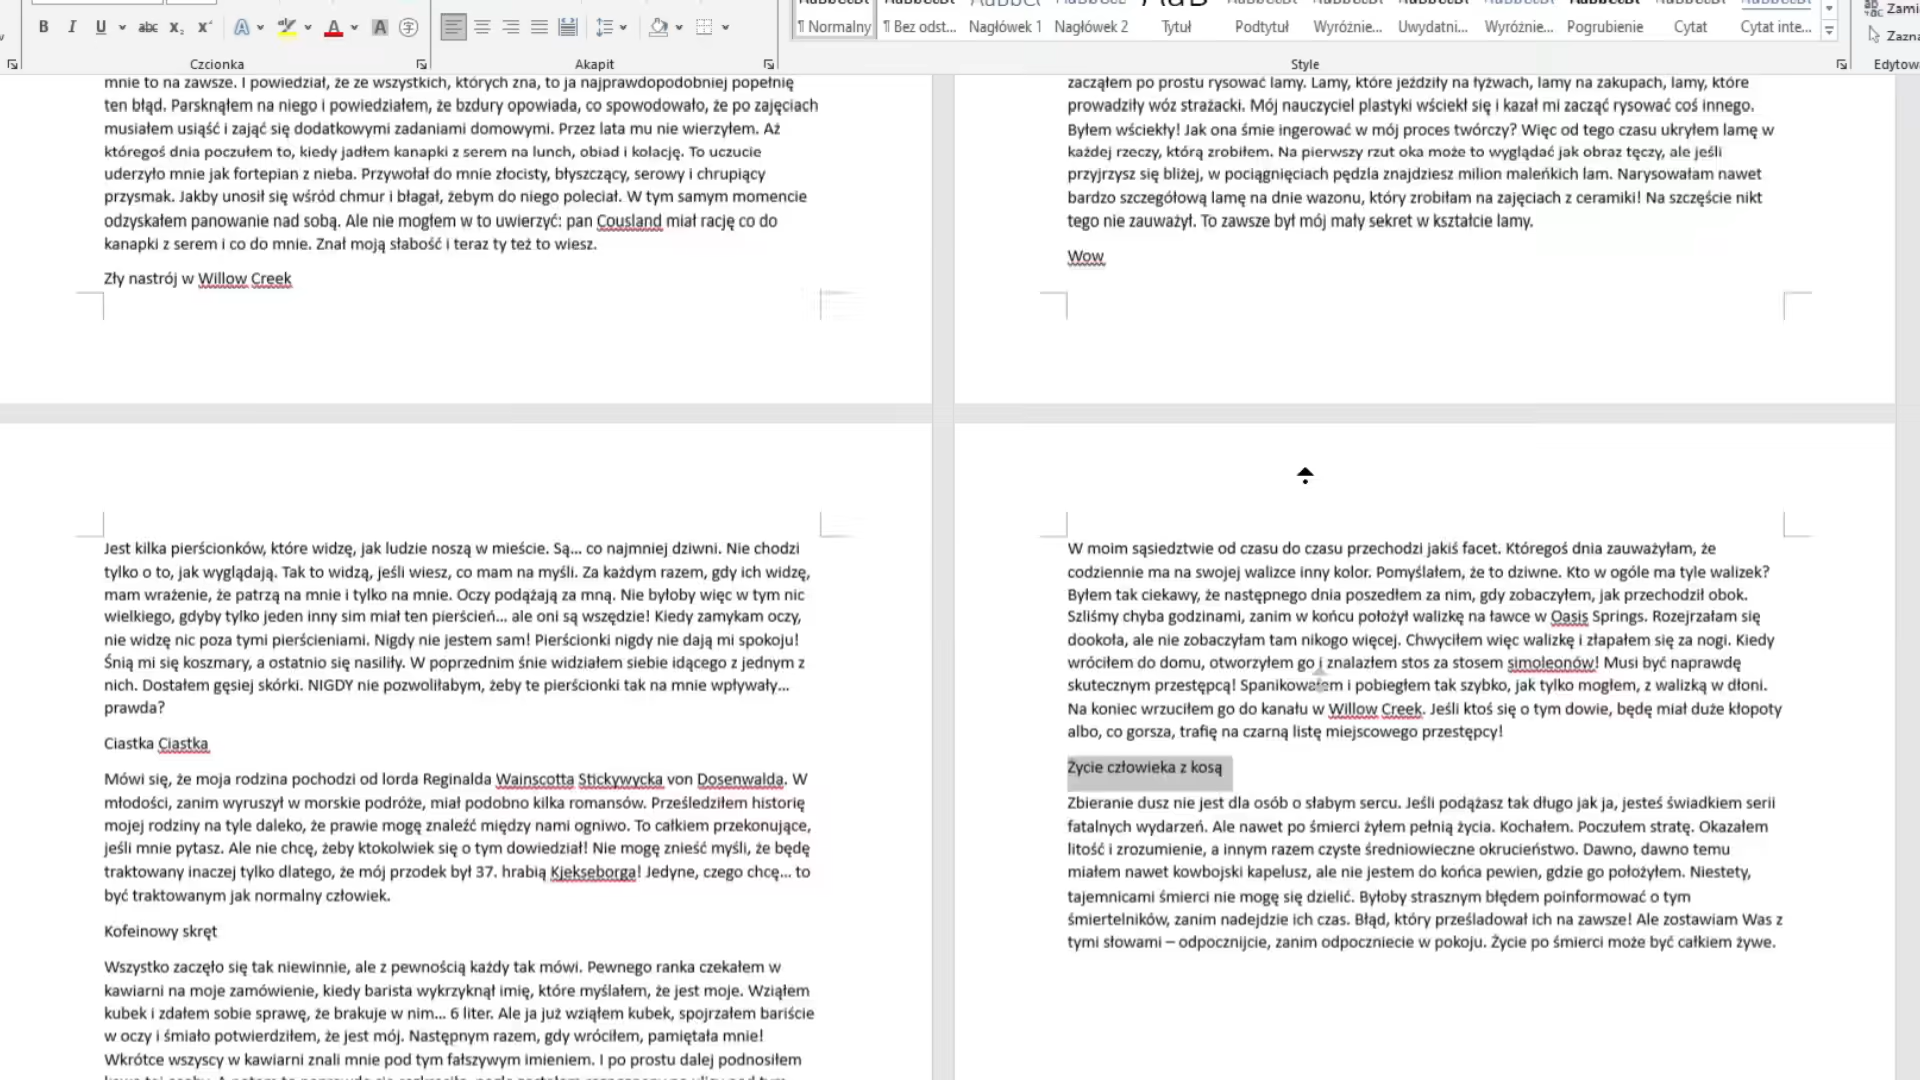 Zami
Zazna
B I U abc x₂ x² A A A
¶ Normalny ¶ Bez odst... Nagłówek 1 Nagłówek 2 Tytuł Podtytuł Wyróżnie... Uwydatni... Wyróżnie... Pogrubienie Cytat Cytat inte...
Czcionka Akapit Style Edytow
mnie to na zawsze. I powiedział, że ze wszystkich, których zna, to ja najprawdopodobniej popełnię
ten błąd. Parsknąłem na niego i powiedziałem, że bzdury opowiada, co spowodowało, że po zajęciach
musiałem usiąść i zająć się dodatkowymi zadaniami domowymi. Przez lata mu nie wierzyłem. Aż
któregoś dnia poczułem to, kiedy jadłem kanapki z serem na lunch, obiad i kolację. To uczucie
uderzyło mnie jak fortepian z nieba. Przywołał do mnie złocisty, błyszczący, serowy i chrupiący
przysmak. Jakby unosił się wśród chmur i błagał, żebym do niego poleciał. W tym samym momencie
odzyskałem panowanie nad sobą. Ale nie mogłem w to uwierzyć: pan Cousland miał rację co do
kanapki z serem i co do mnie. Znał moją słabość i teraz ty też to wiesz.
Zły nastrój w Willow Creek
zacząłem po prostu rysować lamy. Lamy, które jeździły na łyżwach, lamy na zakupach, lamy, które
prowadziły wóz strażacki. Mój nauczyciel plastyki wściekł się i kazał mi zacząć rysować coś innego.
Byłem wściekły! Jak ona śmie ingerować w mój proces twórczy? Więc od tego czasu ukryłem lamę w
każdej rzeczy, którą zrobiłem. Na pierwszy rzut oka może to wyglądać jak obraz tęczy, ale jeśli
przyjrzysz się bliżej, w pociągnięciach pędzla znajdziesz milion maleńkich lam. Narysowałam nawet
bardzo szczegółową lamę na dnie wazonu, który zrobiłam na zajęciach z ceramiki! Na szczęście nikt
tego nie zauważył. To zawsze był mój mały sekret w kształcie lamy.
Wow
Jest kilka pierścionków, które widzę, jak ludzie noszą w mieście. Są... co najmniej dziwni. Nie chodzi
tylko o to, jak wyglądają. Tak to widzą, jeśli wiesz, co mam na myśli. Za każdym razem, gdy ich widzę,
mam wrażenie, że patrzą na mnie i tylko na mnie. Oczy podążają za mną. Nie byłoby więc w tym nic
wielkiego, gdyby tylko jeden inny sim miał ten pierścień... ale oni są wszędzie! Kiedy zamykam oczy,
nie widzę nic poza tymi pierścieniami. Nigdy nie jestem sam! Pierścionki nigdy nie dają mi spokoju!
Śnią mi się koszmary, a ostatnio się nasiliły. W poprzednim śnie widziałem siebie idącego z jednym z
nich. Dostałem gęsiej skórki. NIGDY nie pozwoliłabym, żeby te pierścionki tak na mnie wpływały...
prawda?
Ciastka Ciastka
Mówi się, że moja rodzina pochodzi od lorda Reginalda Wainscotta Stickywycka von Dosenwalda. W
młodości, zanim wyruszył w morskie podróże, miał podobno kilka romansów. Prześledziłem historię
mojej rodziny na tyle daleko, że prawie mogę znaleźć między nami ogniwo. To całkiem przekonujące,
jeśli mnie pytasz. Ale nie chcę, żeby ktokolwiek się o tym dowiedział! Nie mogę znieść myśli, że będę
traktowany inaczej tylko dlatego, że mój przodek był 37. hrabią Kjekseborga! Jedyne, czego chcę... to
być traktowanym jak normalny człowiek.
Kofeinowy skręt
Wszystko zaczęło się tak niewinnie, ale z pewnością każdy tak mówi. Pewnego ranka czekałem w
kawiarni na moje zamówienie, kiedy barista wykrzyknął imię, które myślałem, że jest moje. Wziąłem
kubek i zdałem sobie sprawę, że brakuje w nim... 6 liter. Ale ja już wziąłem kubek, spojrzałem bariście
w oczy i śmiało potwierdziłem, że jest mój. Następnym razem, gdy wróciłem, pamiętała mnie!
Wkrótce wszyscy w kawiarni znali mnie pod tym fałszywym imieniem. I po prostu dalej podnosiłem
W moim sąsiedztwie od czasu do czasu przechodzi jakiś facet. Któregoś dnia zauważyłam, że
codziennie ma na swojej walizce inny kolor. Pomyślałem, że to dziwne. Kto w ogóle ma tyle walizek?
Byłem tak ciekawy, że następnego dnia poszedłem za nim, gdy zobaczyłem, jak przechodził obok.
Szliśmy chyba godzinami, zanim w końcu położył walizkę na ławce w Oasis Springs. Rozejrzałam się
dookoła, ale nie zobaczyłam tam nikogo więcej. Chwyciłem więc walizkę i złapałem się za nogi. Kiedy
wróciłem do domu, otworzyłem go i znalazłem stos za stosem simoleonów! Musi być naprawdę
skutecznym przestępcą! Spanikowałem i pobiegłem tak szybko, jak tylko mogłem, z walizką w dłoni.
Na koniec wrzuciłem go do kanału w Willow Creek. Jeśli ktoś się o tym dowie, będę miał duże kłopoty
albo, co gorsza, trafię na czarną listę miejscowego przestępcy!
Życie człowieka z kosą
Zbieranie dusz nie jest dla osób o słabym sercu. Jeśli podążasz tak długo jak ja, jesteś świadkiem serii
fatalnych wydarzeń. Ale nawet po śmierci żyłem pełnią życia. Kochałem. Poczułem stratę. Okazałem
litość i zrozumienie, a innym razem czyste średniowieczne okrucieństwo. Dawno, dawno temu
miałem nawet kowbojski kapelusz, ale nie jestem do końca pewien, gdzie go położyłem. Niestety,
tajemnicami śmierci nie mogę się dzielić. Byłoby strasznym błędem poinformować o tym
śmiertelników, zanim nadejdzie ich czas. Błąd, który prześladował ich na zawsze! Ale zostawiam Was z
tymi słowami – odpocznijcie, zanim odpoczniecie w pokoju. Życie po śmierci może być całkiem żywe.